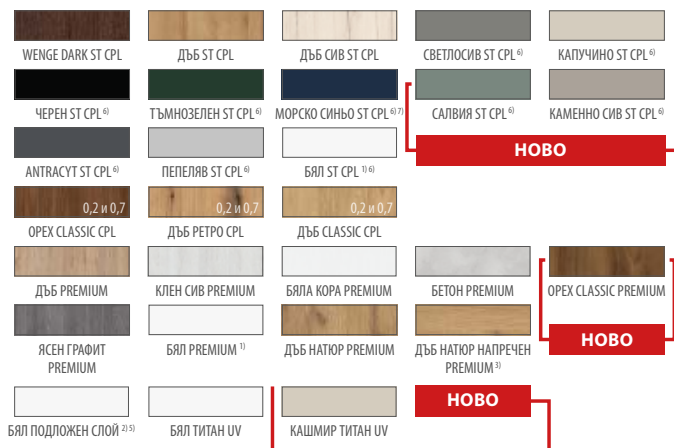 WENGE DARK ST CPL
ДЪБ ST CPL
ДЪБ СИВ ST CPL
СВЕТЛОСИВ ST CPL 6)
КАПУЧИНО ST CPL 6)
ЧЕРЕН ST CPL 6)
ТЪМНОЗЕЛЕН ST CPL 6)
МОРСКО СИНЬО ST CPL 6) 7)
САЛВИЯ ST CPL 6)
КАМЕННО СИВ ST CPL 6)
НОВО
ANTRACYT ST CPL 6)
ПЕПЕЛЯВ ST CPL 6)
БЯЛ ST CPL 1) 6)
0,2 и 0,7
0,2 и 0,7
0,2 и 0,7
ОРЕХ CLASSIC CPL
ДЪБ РЕТРО CPL
ДЪБ CLASSIC CPL
ДЪБ PREMIUM
КЛЕН СИВ PREMIUM
БЯЛА КОРА PREMIUM
БЕТОН PREMIUM
ОРЕХ CLASSIC PREMIUM
НОВО
ЯСЕН ГРАФИТ
PREMIUM
БЯЛ PREMIUM 1)
ДЪБ НАТЮР PREMIUM
ДЪБ НАТЮР НАПРЕЧЕН
PREMIUM 3)
НОВО
БЯЛ ПОДЛОЖЕН СЛОЙ 2) 5)
БЯЛ ТИТАН UV
КАШМИР ТИТАН UV